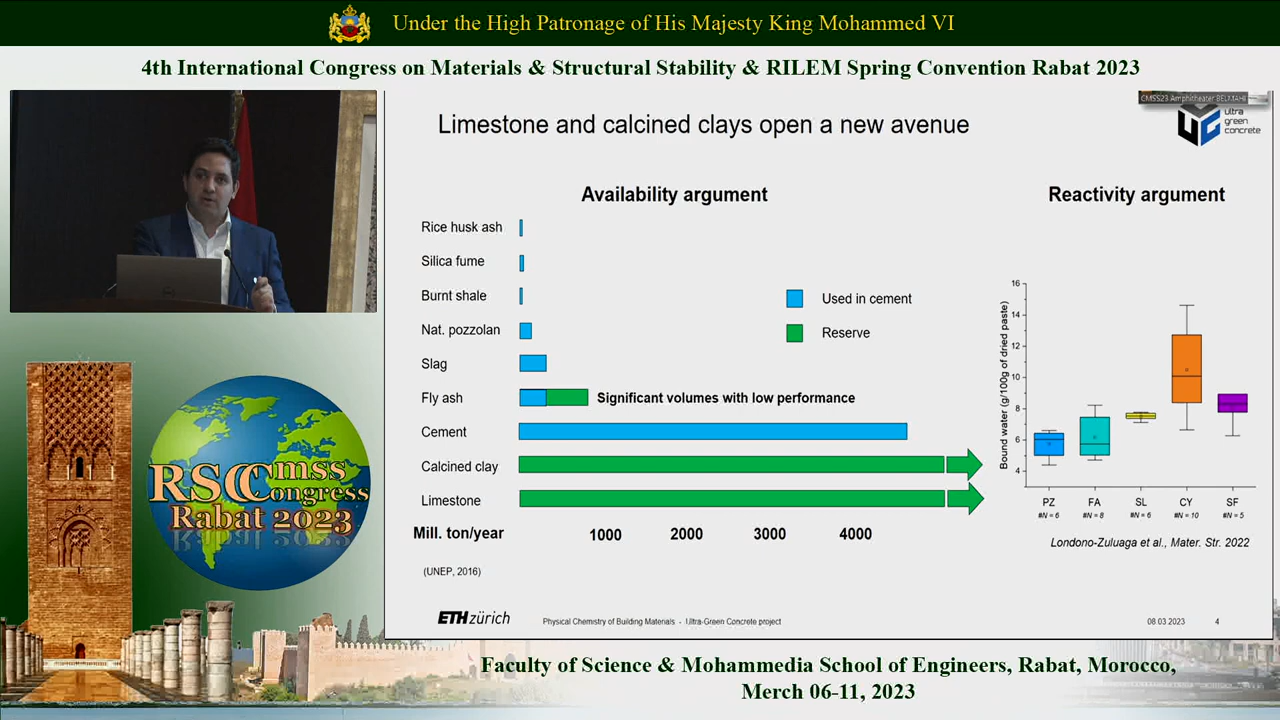 Under the High Patronage of His Majesty King Mohammed VI
4th International Congress on Materials & Structural Stability & RILEM Spring Convention Rabat 2023
CMSS23 Amphitheater BELMAHI
Limestone and calcined clays open a new avenue
UG
ultra
green
concrete
Availability argument
Rice husk ash
Silica fume
Burnt shale
Nat. pozzolan
Slag
Fly ash
Significant volumes with low performance
Cement
Calcined clay
Limestone
Mill. ton/year
1000 2000 3000 4000
(UNEP, 2016)
Used in cement
Reserve
Reactivity argument
Bound water (g/100g of dried paste)
16
14
12
10
8
6
4
PZ FA SL CY SF
#N = 6 #N = 8 #N = 6 #N = 10 #N = 5
Londono-Zuluaga et al., Mater. Str. 2022
ETH zürich
Physical Chemistry of Building Materials - Ultra-Green Concrete project
08.03.2023
4
RSCCmss
Congress
Rabat 2023
Faculty of Science & Mohammedia School of Engineers, Rabat, Morocco,
Merch 06-11, 2023